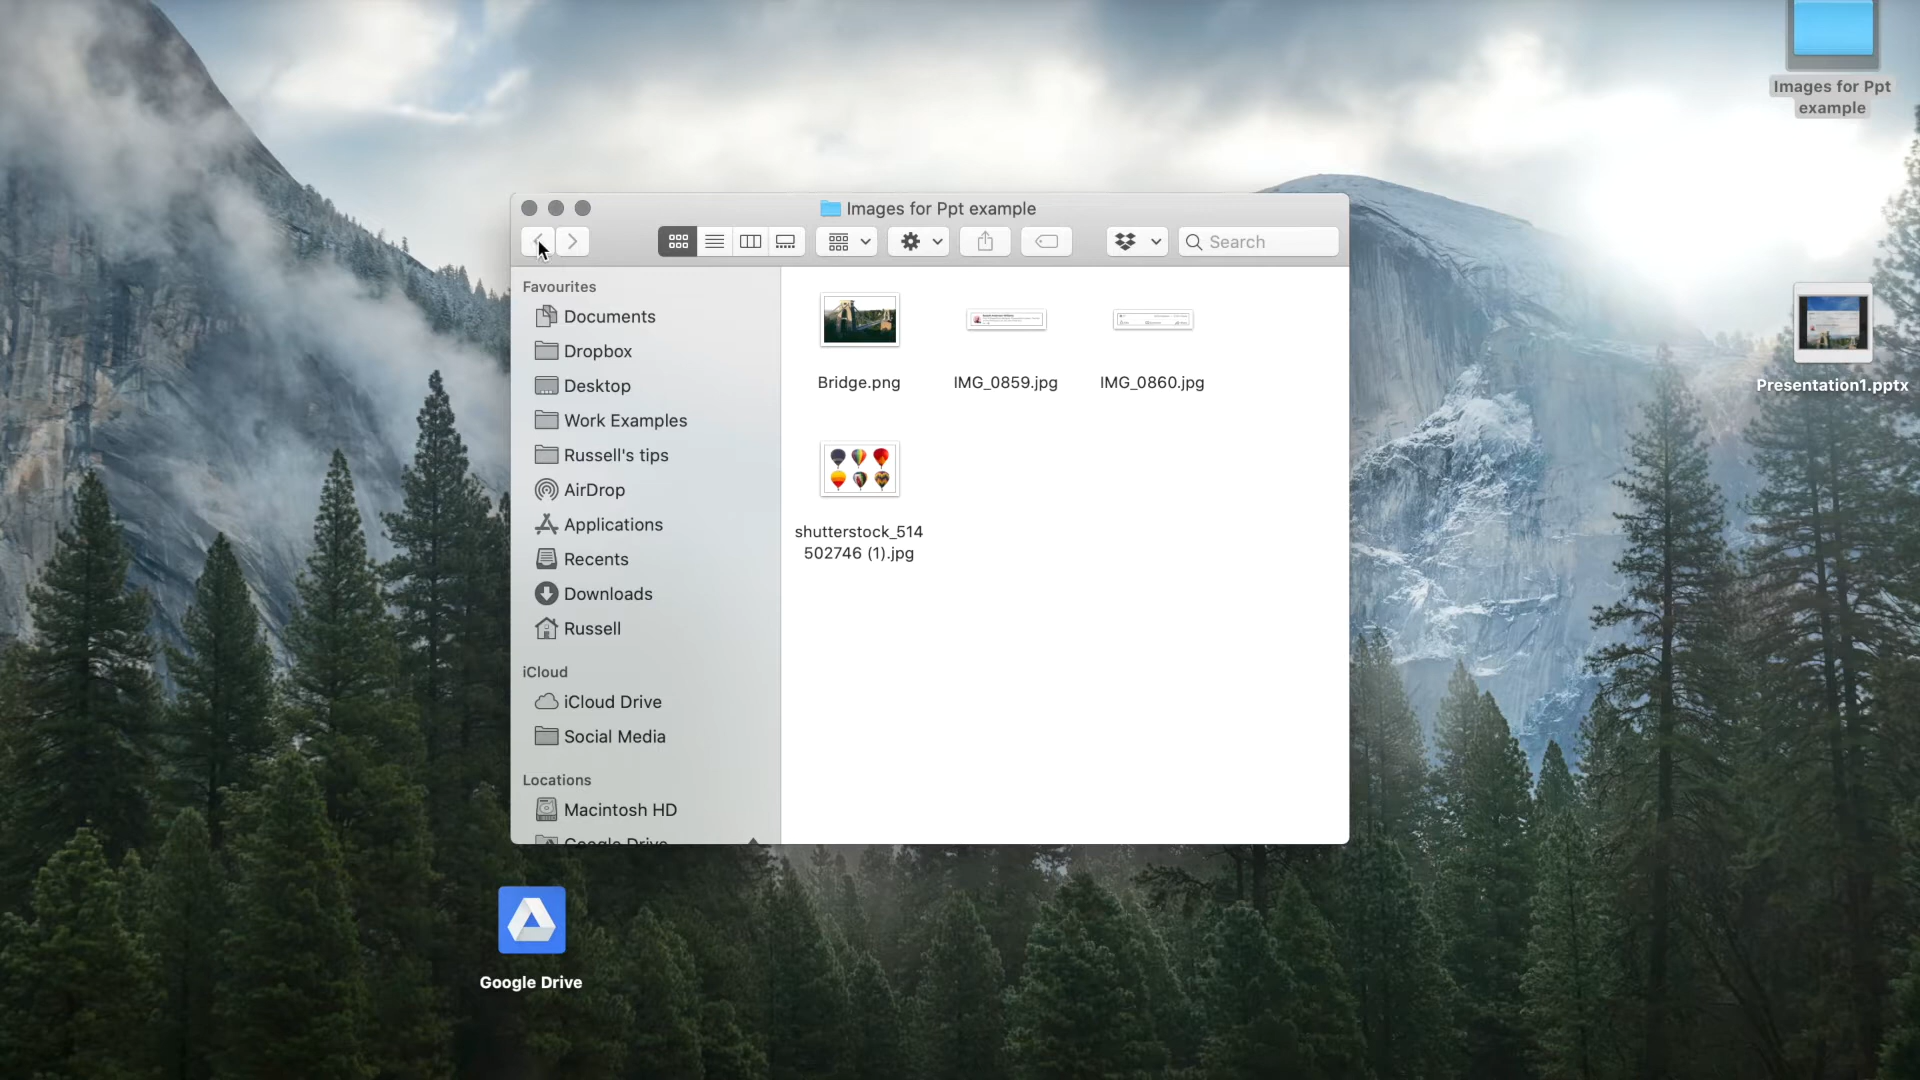 Images for Ppt
example
Images for Ppt example
Search
Favourites
Documents
Dropbox
Desktop
Work Examples
Russell's tips
AirDrop
Applications
Recents
Downloads
Russell
iCloud
iCloud Drive
Social Media
Locations
Macintosh HD
Google Drive
Bridge.png
IMG_0859.jpg
IMG_0860.jpg
shutterstock_514
502746 (1).jpg
Presentation1.pptx
Google Drive